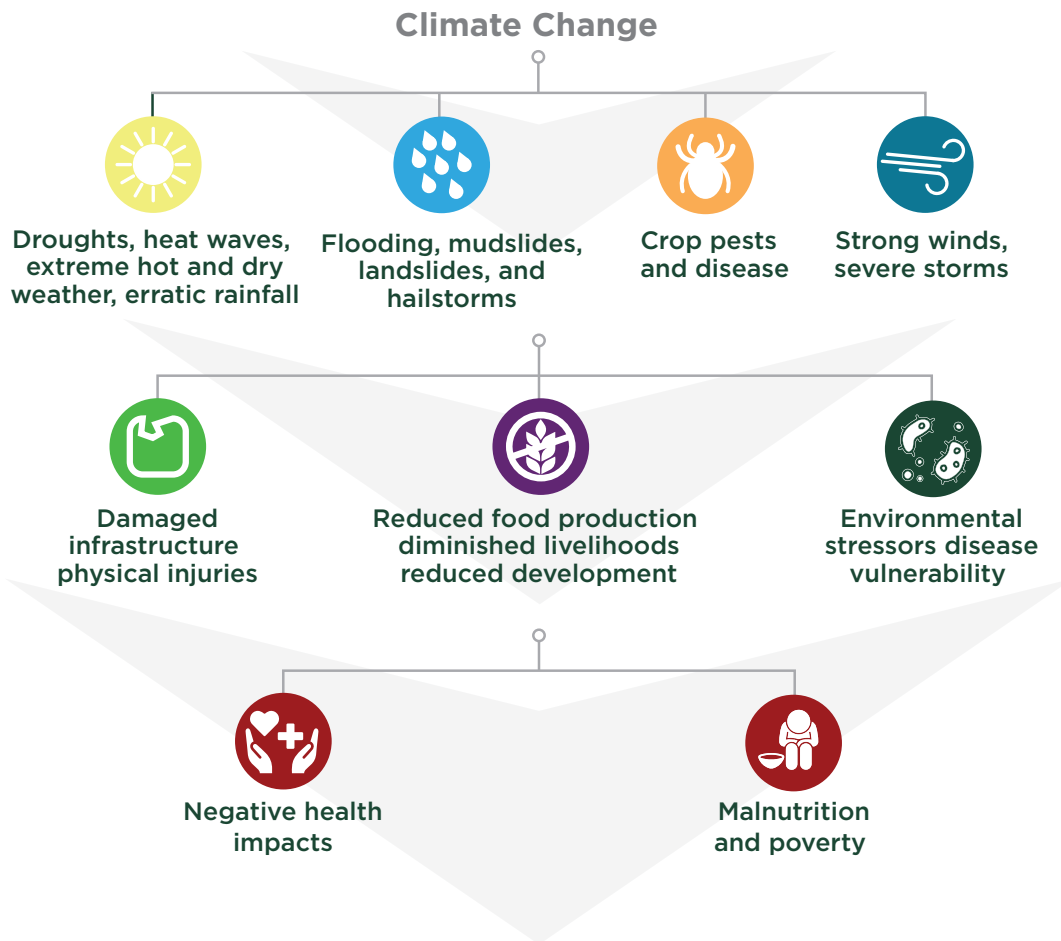 Climate Change
Droughts, heat waves,
extreme hot and dry
weather, erratic rainfall
Flooding, mudslides,
landslides, and
hailstorms
Crop pests
and disease
Strong winds,
severe storms
Damaged
infrastructure
physical injuries
Reduced food production
diminished livelihoods
reduced development
Environmental
stressors disease
vulnerability
Negative health
impacts
Malnutrition
and poverty